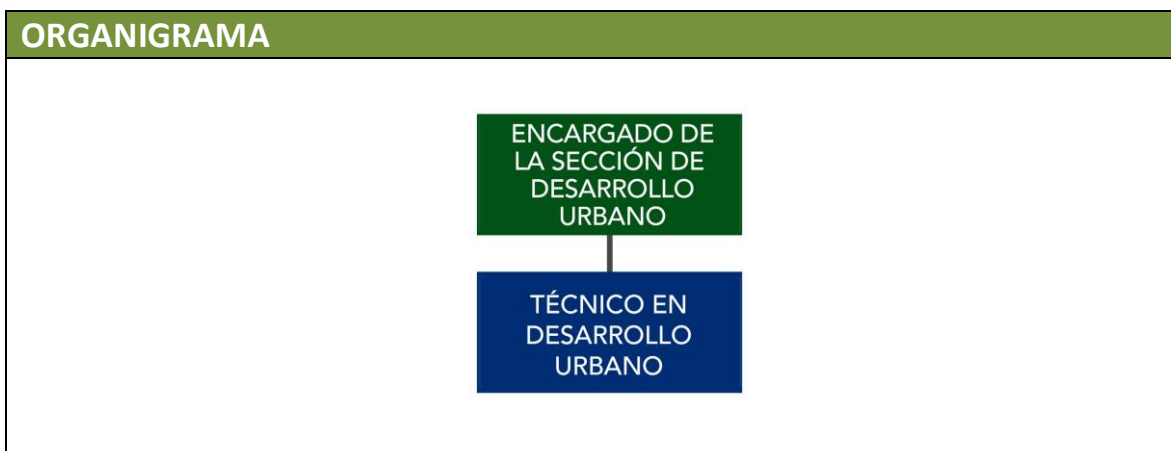 ORGANIGRAMA
ENCARGADO DE
LA SECCIÓN DE
DESARROLLO
URBANO
TÉCNICO EN
DESARROLLO
URBANO